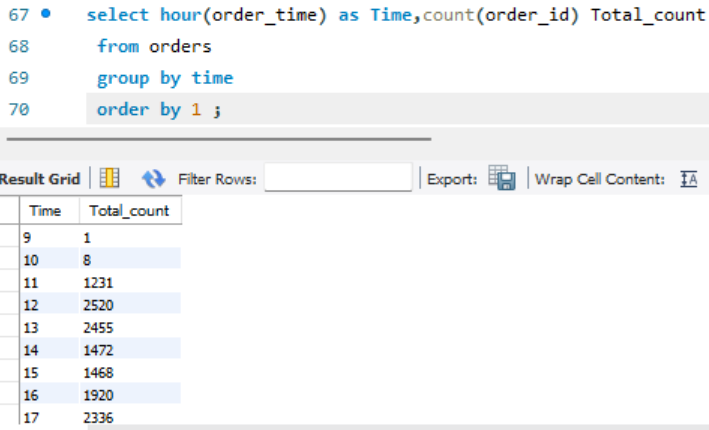 67 select hour(order_time) as Time,count(order_id) Total_count
68 from orders
69 group by time
70 order by 1 ;
Result Grid Filter Rows: Export: Wrap Cell Content: IA
Time Total_count
9 1
10 8
11 1231
12 2520
13 2455
14 1472
15 1468
16 1920
17 2336